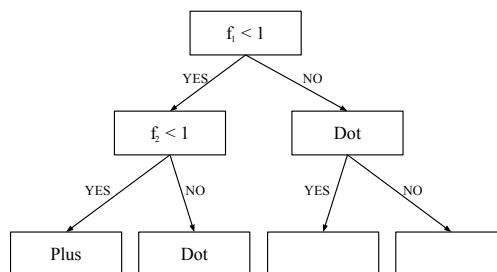 f₁ < 1
YES
NO
f₂ < 1
Dot
YES
NO
YES
NO
Plus
Dot